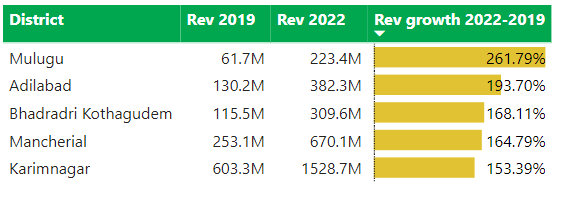 District Rev 2019 Rev 2022 Rev growth 2022-2019
Mulugu 61.7M 223.4M 261.79%
Adilabad 130.2M 382.3M 193.70%
Bhadradri Kothagudem 115.5M 309.6M 168.11%
Mancherial 253.1M 670.1M 164.79%
Karimnagar 603.3M 1528.7M 153.39%